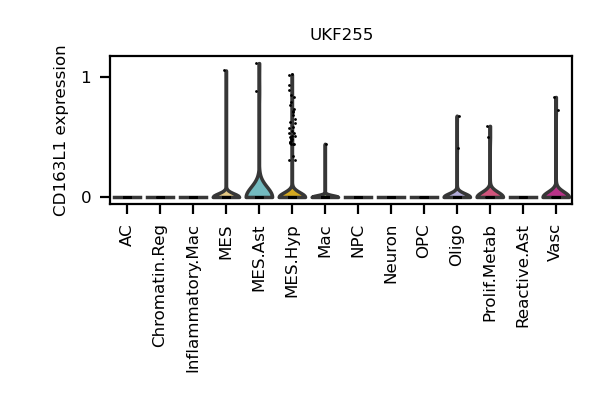 UKF255
CD163L1 expression
1
0
AC
Chromatin.Reg
Inflammatory.Mac
MES
MES.Ast
MES.Hyp
Mac
NPC
Neuron
OPC
Oligo
Prolif.Metab
Reactive.Ast
Vasc